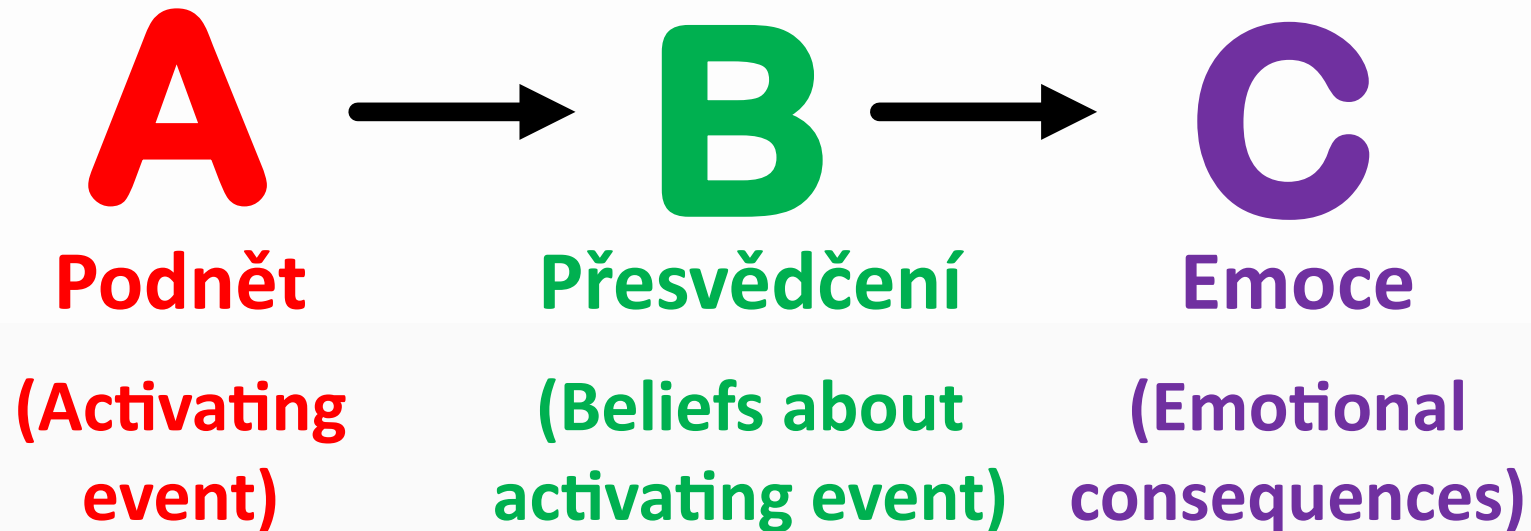 A B C
Podnět Přesvědčení Emoce
(Activating (Beliefs about (Emotional
event) activating event) consequences)